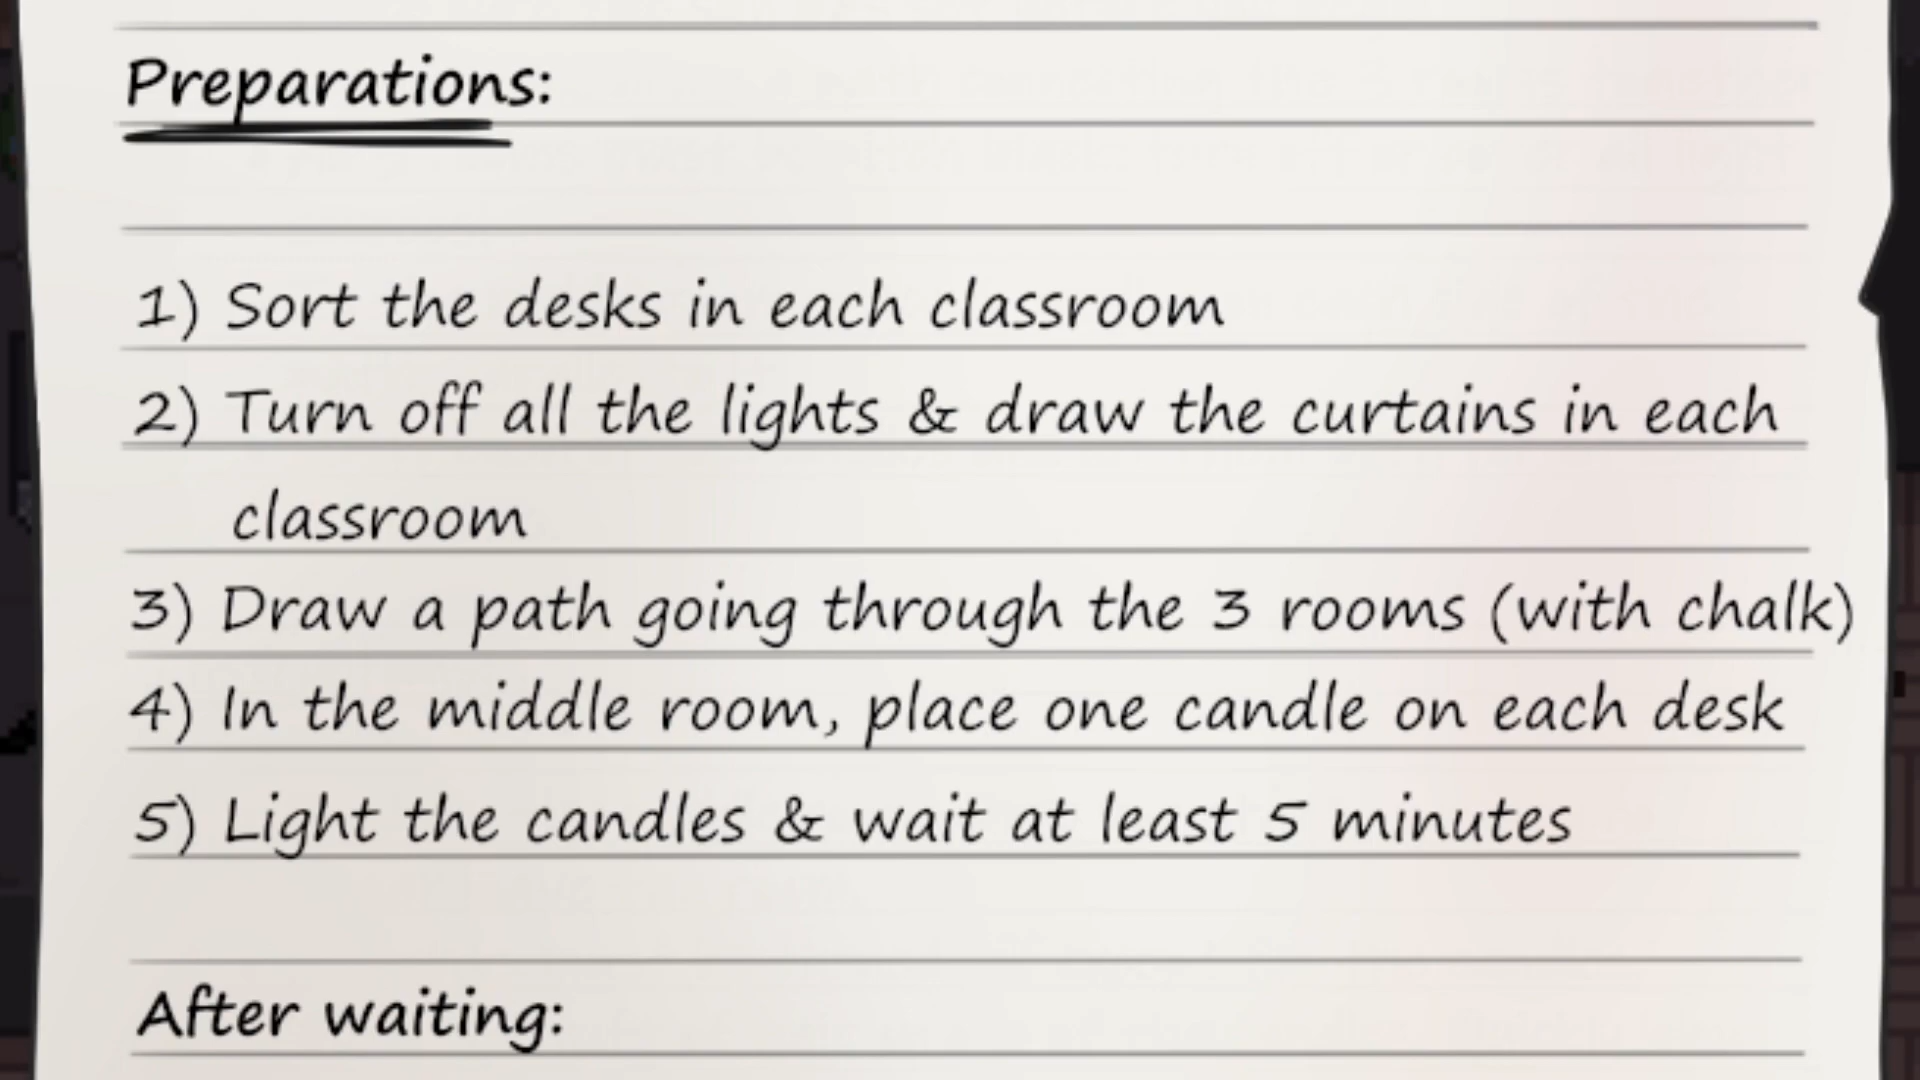 Preparations:
1) Sort the desks in each classroom
2) Turn off all the lights & draw the curtains in each
classroom
3) Draw a path going through the 3 rooms (with chalk)
4) In the middle room, place one candle on each desk
5) Light the candles & wait at least 5 minutes
After waiting: